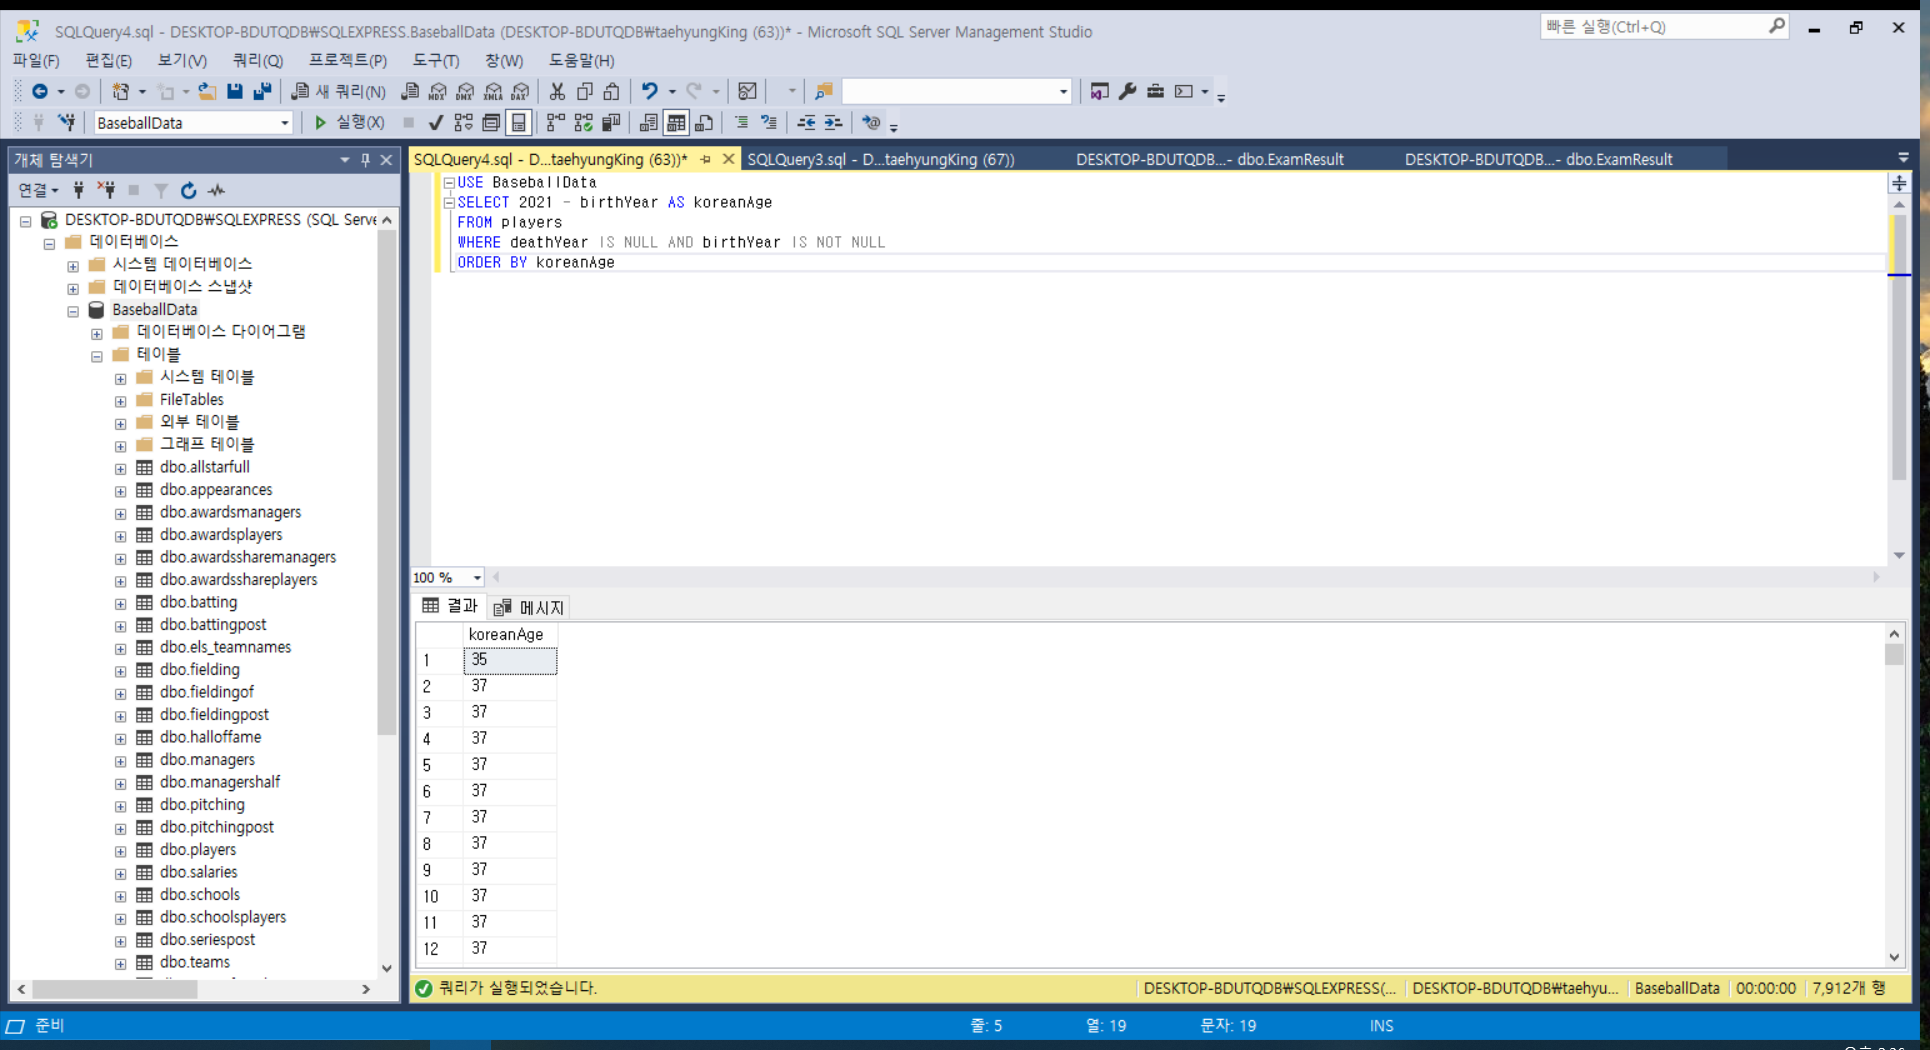 SQLQuery4.sql - DESKTOP-BDUTQDB₩SQLEXPRESS.BaseballData (DESKTOP-BDUTQDB₩taehyungKing (63))* - Microsoft SQL Server Management Studio
빠른 실행(Ctrl+Q)
파일(F) 편집(E) 보기(V) 쿼리(Q) 프로젝트(P) 도구(T) 창(W) 도움말(H)
새 쿼리(N) MDX DMX XMLA DAX
BaseballData 실행(X)
개체 탐색기
연결
DESKTOP-BDUTQDB₩SQLEXPRESS (SQL Serve
데이터베이스
시스템 데이터베이스
데이터베이스 스냅샷
BaseballData
데이터베이스 다이어그램
테이블
시스템 테이블
FileTables
외부 테이블
그래프 테이블
dbo.allstarfull
dbo.appearances
dbo.awardsmanagers
dbo.awardsplayers
dbo.awardssharemanagers
dbo.awardsshareplayers
dbo.batting
dbo.battingpost
dbo.els_teamnames
dbo.fielding
dbo.fieldingof
dbo.fieldingpost
dbo.halloffame
dbo.managers
dbo.managershalf
dbo.pitching
dbo.pitchingpost
dbo.players
dbo.salaries
dbo.schools
dbo.schoolsplayers
dbo.seriespost
dbo.teams
SQLQuery4.sql - D...taehyungKing (63))* SQLQuery3.sql - D...taehyungKing (67)) DESKTOP-BDUTQDB...- dbo.ExamResult DESKTOP-BDUTQDB...- dbo.ExamResult
USE BaseballData
SELECT 2021 - birthYear AS koreanAge
FROM players
WHERE deathYear IS NULL AND birthYear IS NOT NULL
ORDER BY koreanAge
100 %
결과 메시지
koreanAge
1 35
2 37
3 37
4 37
5 37
6 37
7 37
8 37
9 37
10 37
11 37
12 37
쿼리가 실행되었습니다. DESKTOP-BDUTQDB₩SQLEXPRESS(... DESKTOP-BDUTQDB₩taehyu... BaseballData 00:00:00 7,912개 행
준비 줄: 5 열: 19 문자: 19 INS